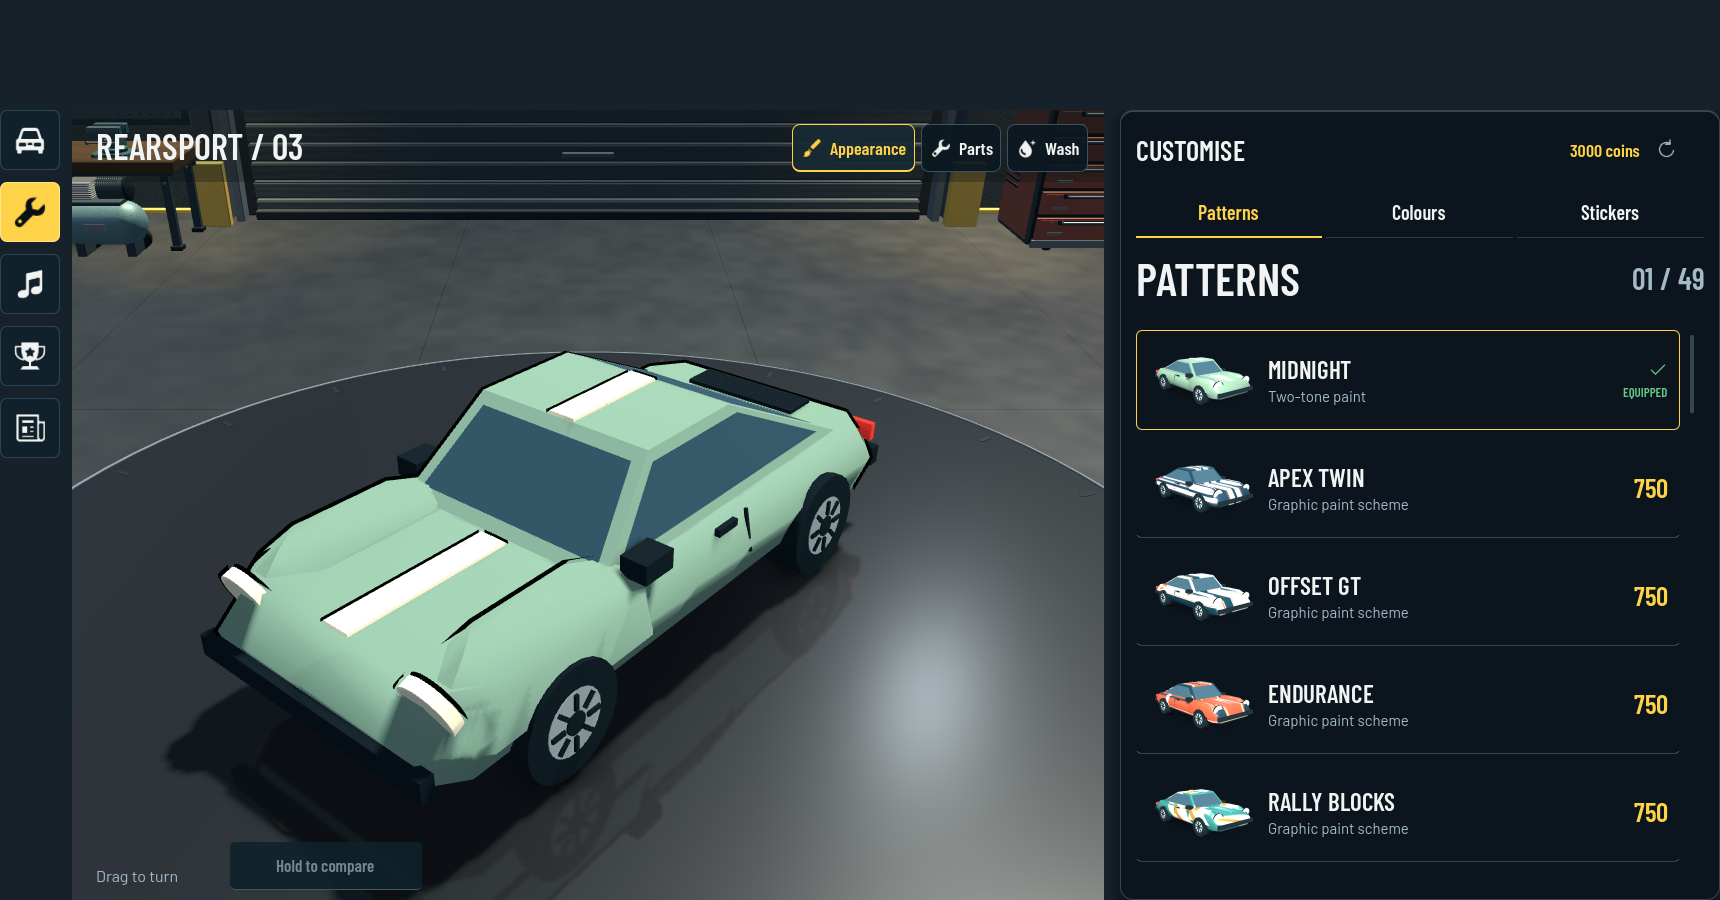 REARSPORT / 03
Appearance
Parts
Wash
Drag to turn
Hold to compare
CUSTOMISE
3000 coins
Patterns
Colours
Stickers
PATTERNS
01 / 49
MIDNIGHT
Two-tone paint
EQUIPPED
APEX TWIN
Graphic paint scheme
750
OFFSET GT
Graphic paint scheme
750
ENDURANCE
Graphic paint scheme
750
RALLY BLOCKS
Graphic paint scheme
750